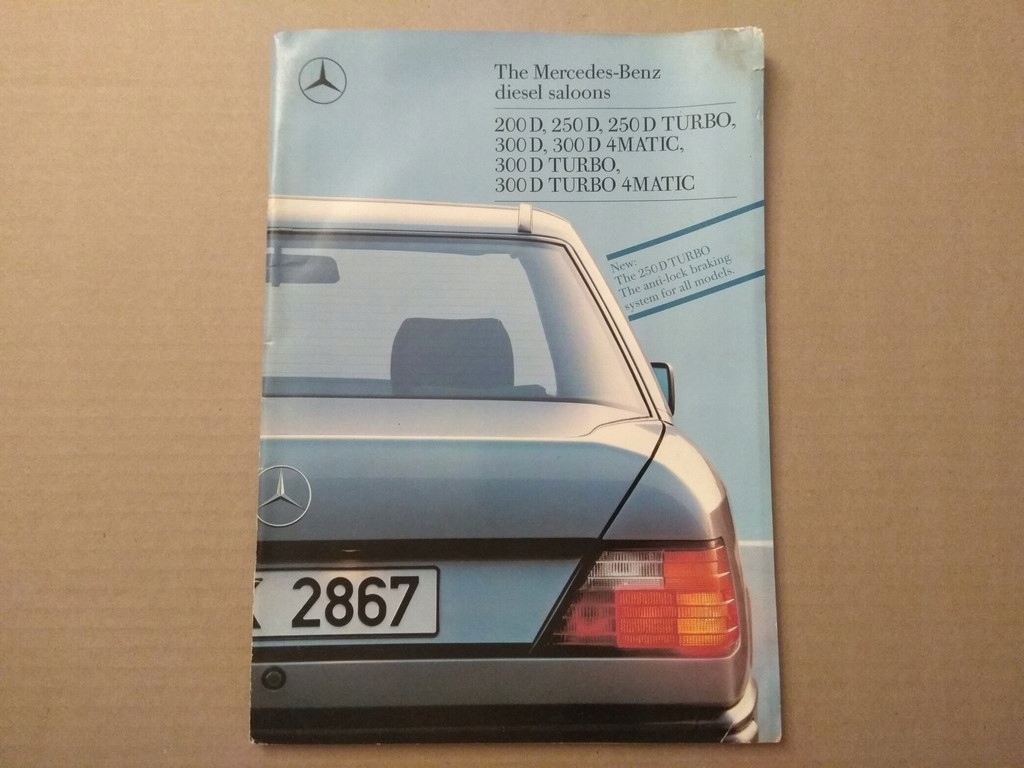 The Mercedes-Benz
diesel saloons
200 D, 250 D, 250 D TURBO,
300 D, 300 D 4MATIC,
300 D TURBO,
300 D TURBO 4MATIC
New:
The 250 D TURBO
The anti-lock braking
system for all models.
2867